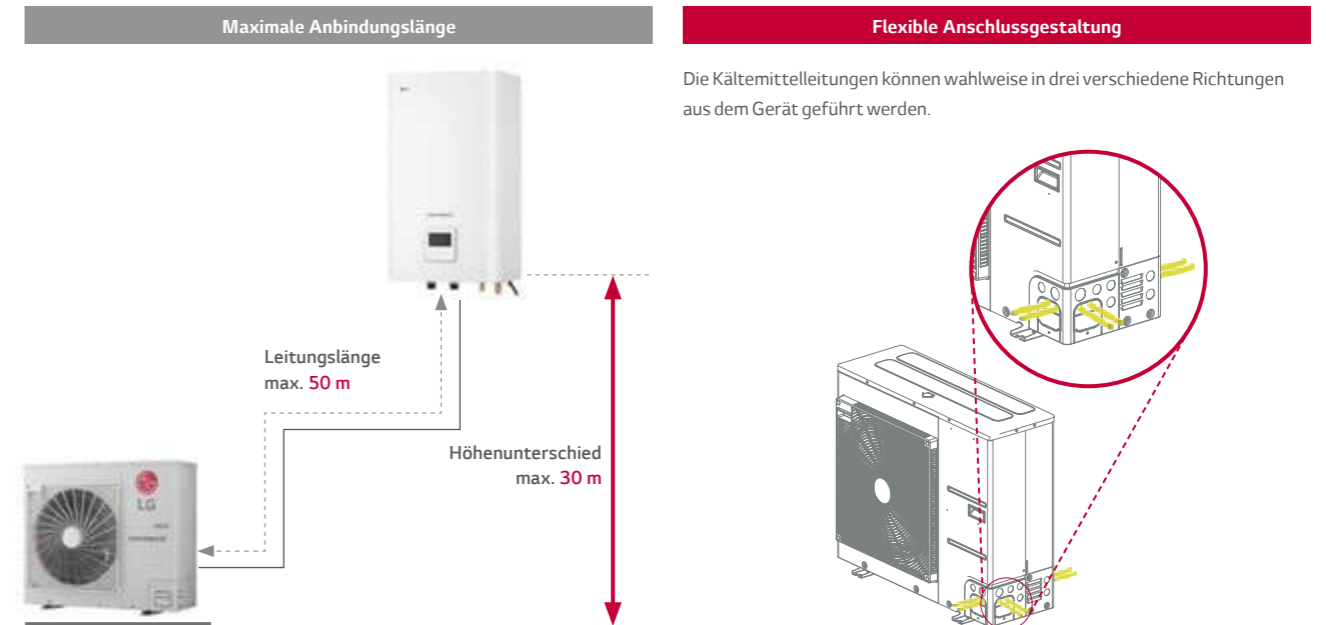 Maximale Anbindungslänge
Leitungslänge
max. 50 m
Höhenunterschied
max. 30 m
LG
Flexible Anschlussgestaltung
Die Kältemittelleitungen können wahlweise in drei verschiedene Richtungen
aus dem Gerät geführt werden.